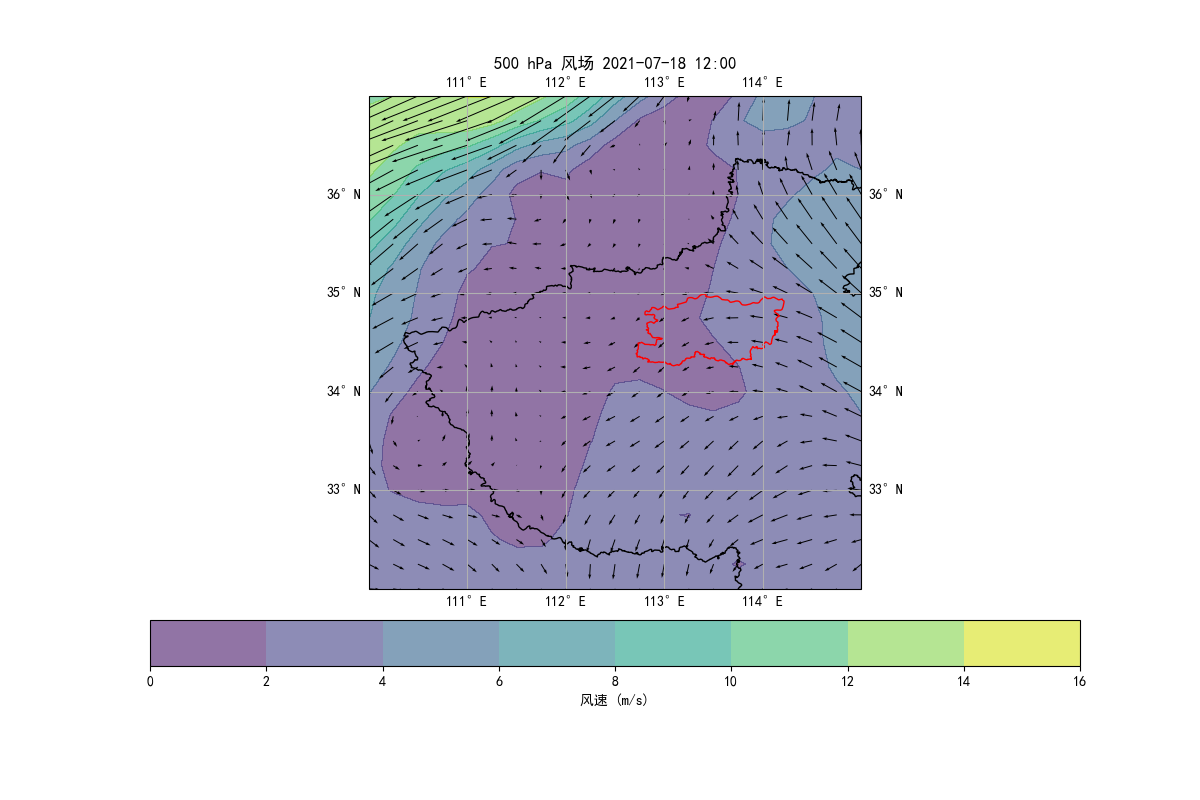 500 hPa 风场 2021-07-18 12:00
111° E 112° E 113° E 114° E
36° N 36° N
35° N 35° N
34° N 34° N
33° N 33° N
111° E 112° E 113° E 114° E
0 2 4 6 8 10 12 14 16
风速 (m/s)